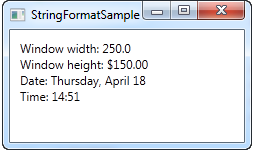 StringFormatSample
Window width: 250.0
Window height: $150.00
Date: Thursday, April 18
Time: 14:51